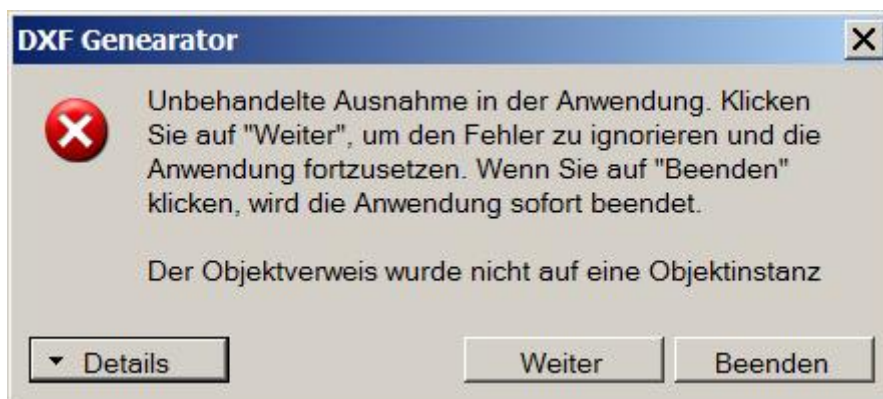 DXF Genearator
Unbehandelte Ausnahme in der Anwendung. Klicken
Sie auf "Weiter", um den Fehler zu ignorieren und die
Anwendung fortzusetzen. Wenn Sie auf "Beenden"
klicken, wird die Anwendung sofort beendet.
Der Objektverweis wurde nicht auf eine Objektinstanz
Details
Weiter
Beenden